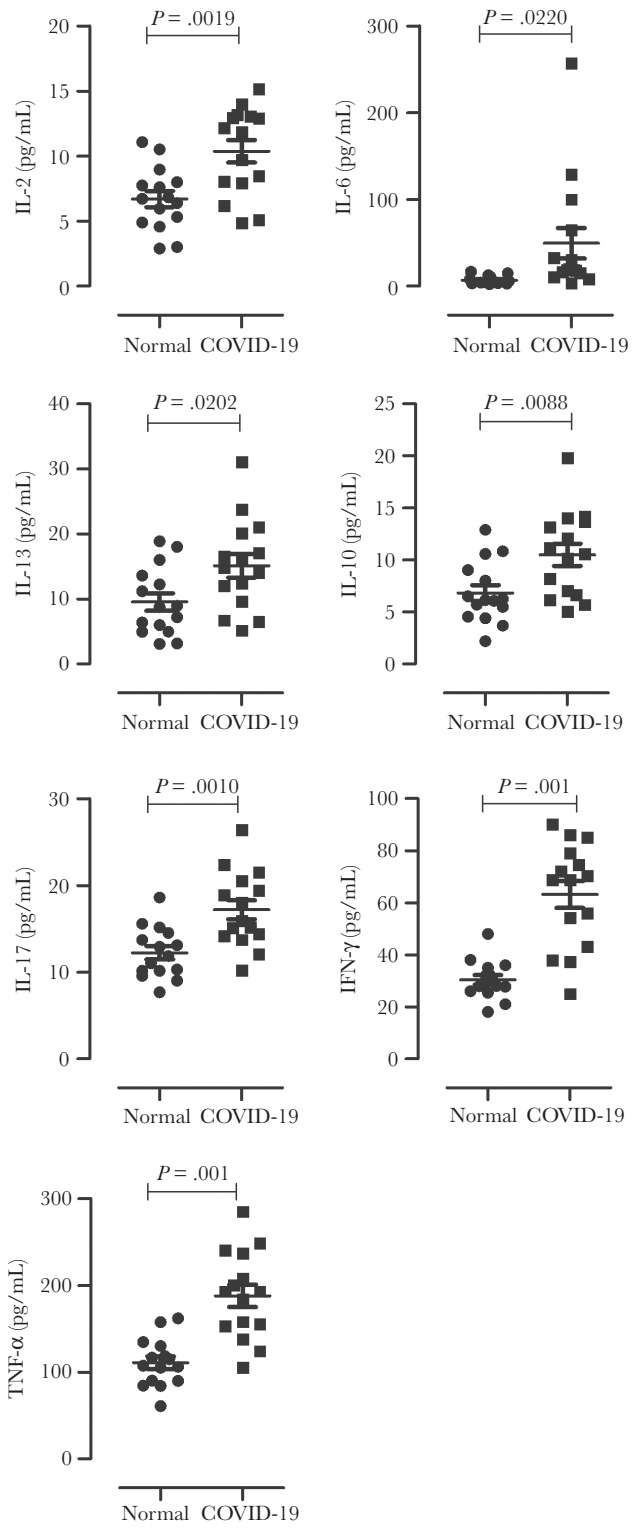 P = .0019
IL-2 (pg/mL)
20
15
10
5
0
Normal COVID-19
P = .0220
IL-6 (pg/mL)
300
200
100
0
Normal COVID-19
P = .0202
IL-13 (pg/mL)
40
30
20
10
0
Normal COVID-19
P = .0088
IL-10 (pg/mL)
25
20
15
10
5
0
Normal COVID-19
P = .0010
IL-17 (pg/mL)
30
20
10
0
Normal COVID-19
P = .001
IFN-γ (pg/mL)
100
80
60
40
20
0
Normal COVID-19
P = .001
TNF-α (pg/mL)
300
200
100
0
Normal COVID-19